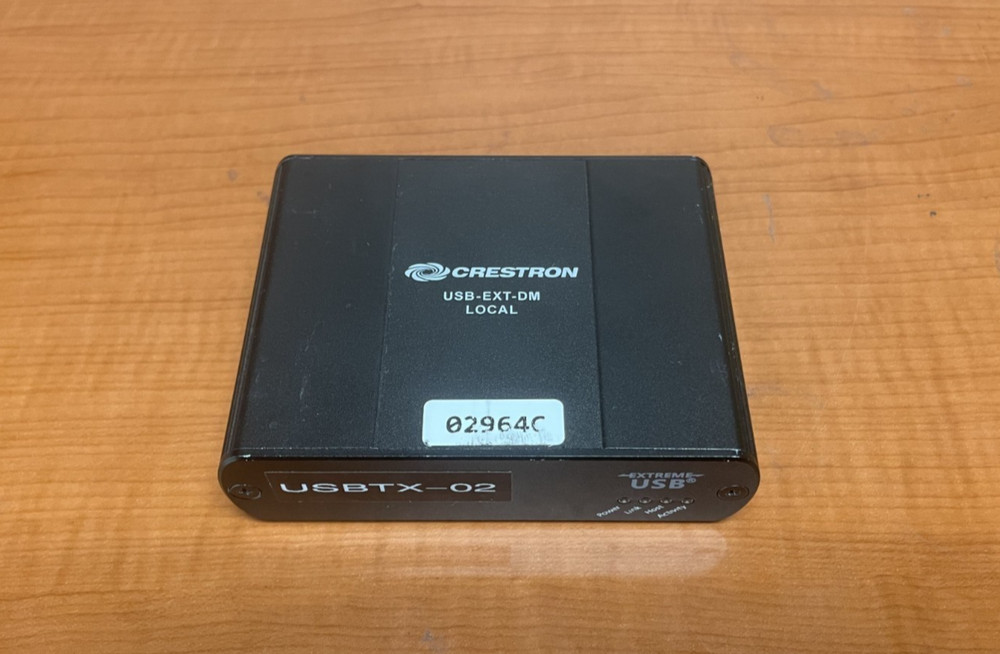 CRESTRON
USB-EXT-DM
LOCAL
02964C
USBTX-02
EXTREME
USB®
Power Link Host Activity